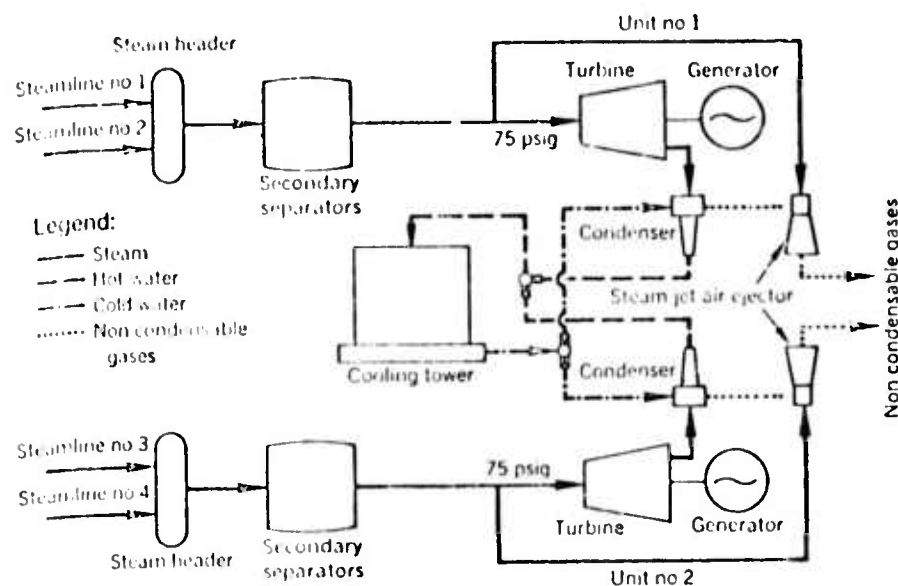 Unit no 1
Steam header
Turbine
Generator
Steamline no 1
Steamline no 2
75 psig
Secondary
separators
Legend:
Steam
Hot water
Cold water
Non condensable
gases
Condenser
Steam jet air ejector
Non condensable gases
Cooling tower
Condenser
Steamline no 3
Steamline no 4
75 psig
Turbine
Generator
Steam header
Secondary
separators
Unit no 2